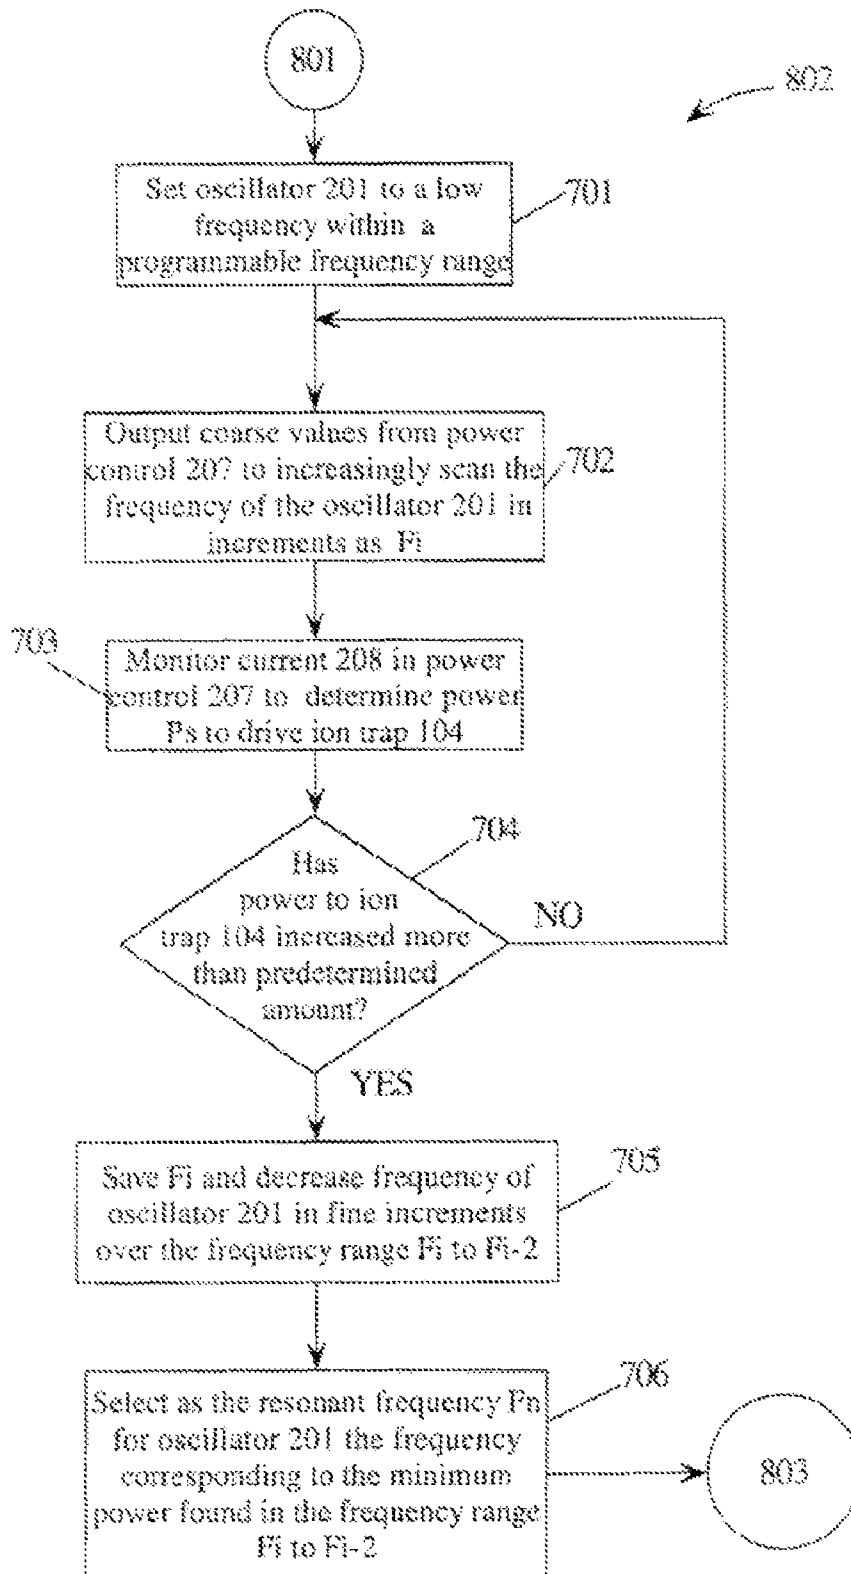 801
802
Set oscillator 201 to a low
frequency within a
programmable frequency range
701
Output coarse values from power
control 207 to increasingly scan the
frequency of the oscillator 201 in
increments as Fi
702
703
Monitor current 208 in power
control 207 to determine power
Ps to drive ion trap 104
704
Has
power to ion
trap 104 increased more
than predetermined
amount?
NO
YES
Save Fi and decrease frequency of
oscillator 201 in fine increments
over the frequency range Fi to Fi-2
705
Select as the resonant frequency Fn
for oscillator 201 the frequency
corresponding to the minimum
power found in the frequency range
Fi to Fi-2
706
803